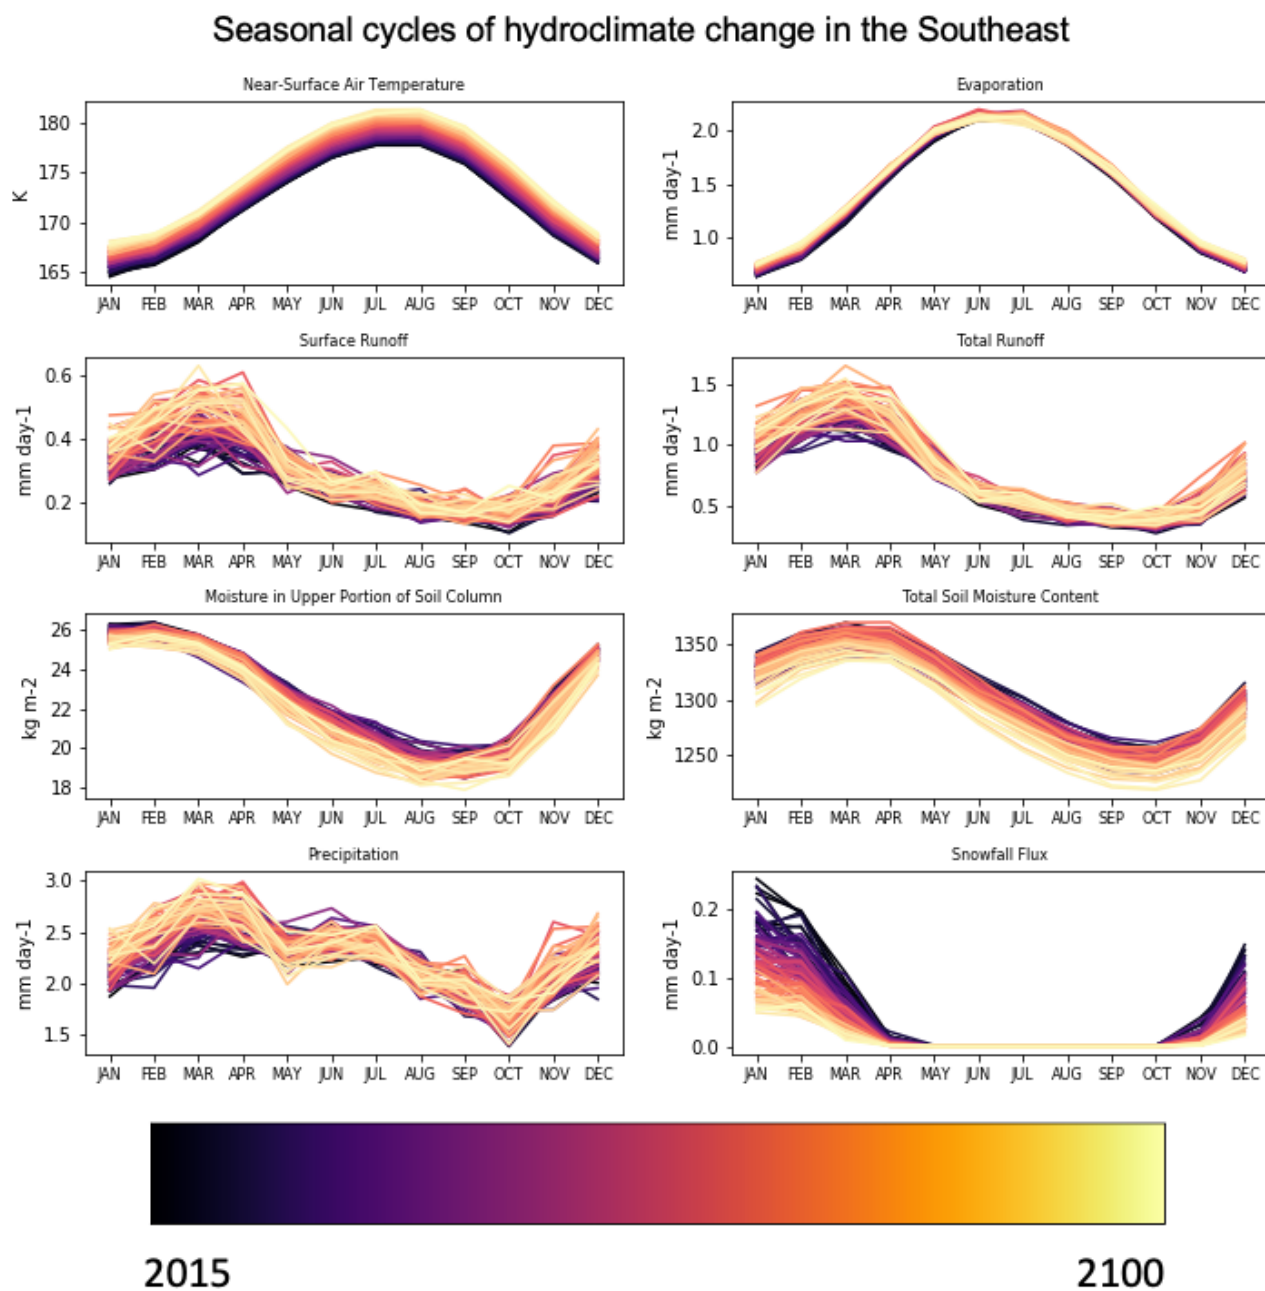 Seasonal cycles of hydroclimate change in the Southeast
Near-Surface Air Temperature
K
180
175
170
165
JAN FEB MAR APR MAY JUN JUL AUG SEP OCT NOV DEC
Evaporation
mm day-1
2.0
1.5
1.0
JAN FEB MAR APR MAY JUN JUL AUG SEP OCT NOV DEC
Surface Runoff
mm day-1
0.6
0.4
0.2
JAN FEB MAR APR MAY JUN JUL AUG SEP OCT NOV DEC
Total Runoff
mm day-1
1.5
1.0
0.5
JAN FEB MAR APR MAY JUN JUL AUG SEP OCT NOV DEC
Moisture in Upper Portion of Soil Column
kg m-2
26
24
22
20
18
JAN FEB MAR APR MAY JUN JUL AUG SEP OCT NOV DEC
Total Soil Moisture Content
kg m-2
1350
1300
1250
JAN FEB MAR APR MAY JUN JUL AUG SEP OCT NOV DEC
Precipitation
mm day-1
3.0
2.5
2.0
1.5
JAN FEB MAR APR MAY JUN JUL AUG SEP OCT NOV DEC
Snowfall Flux
mm day-1
0.2
0.1
0.0
JAN FEB MAR APR MAY JUN JUL AUG SEP OCT NOV DEC
2015 2100